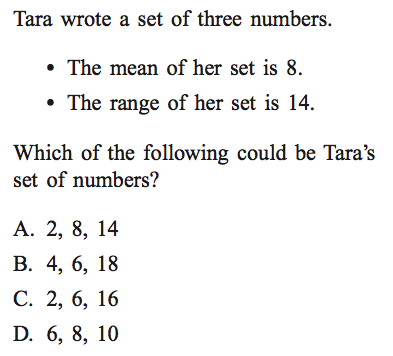 Tara wrote a set of three numbers.
• The mean of her set is 8.
• The range of her set is 14.
Which of the following could be Tara’s
set of numbers?
A. 2, 8, 14
B. 4, 6, 18
C. 2, 6, 16
D. 6, 8, 10